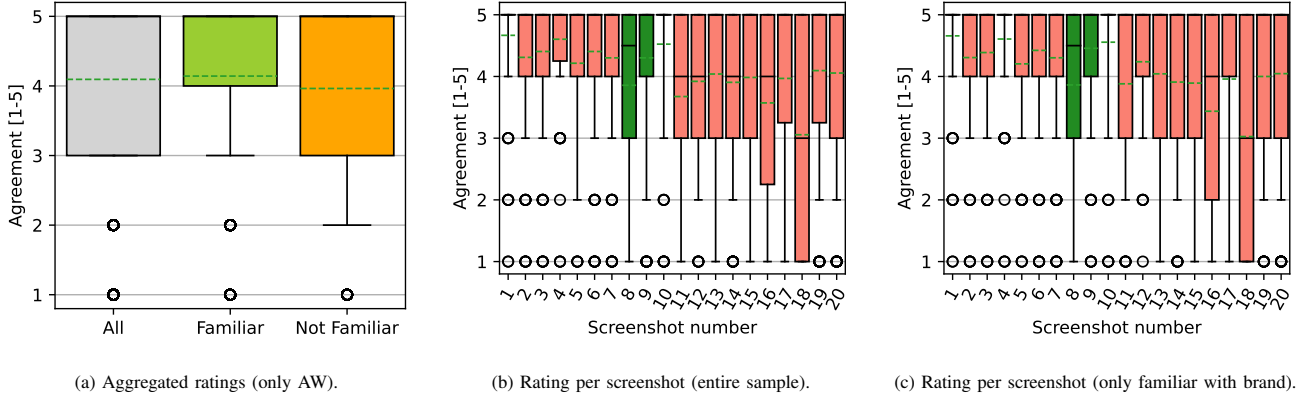 5
4
3
2
1
Agreement [1-5]
All Familiar Not Familiar
(a) Aggregated ratings (only AW).
5
4
3
2
1
Agreement [1-5]
1 2 3 4 5 6 7 8 9 10 11 12 13 14 15 16 17 18 19 20
Screenshot number
(b) Rating per screenshot (entire sample).
5
4
3
2
1
Agreement [1-5]
1 2 3 4 5 6 7 8 9 10 11 12 13 14 15 16 17 18 19 20
Screenshot number
(c) Rating per screenshot (only familiar with brand).